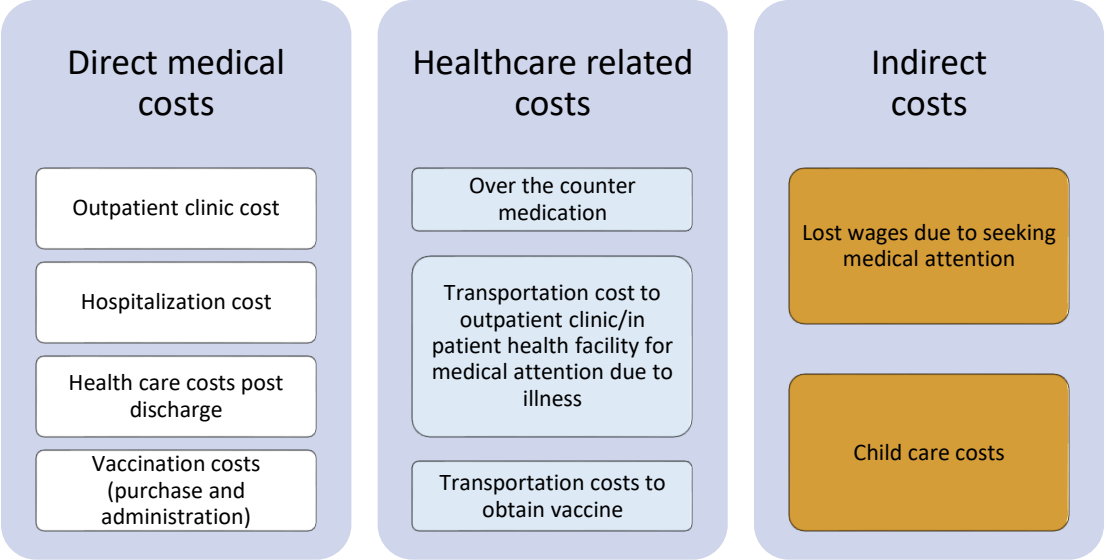 Direct medical
costs
Outpatient clinic cost
Hospitalization cost
Health care costs post
discharge
Vaccination costs
(purchase and
administration)
Healthcare related
costs
Over the counter
medication
Transportation cost to
outpatient clinic/in
patient health facility for
medical attention due to
illness
Transportation costs to
obtain vaccine
Indirect
costs
Lost wages due to seeking
medical attention
Child care costs